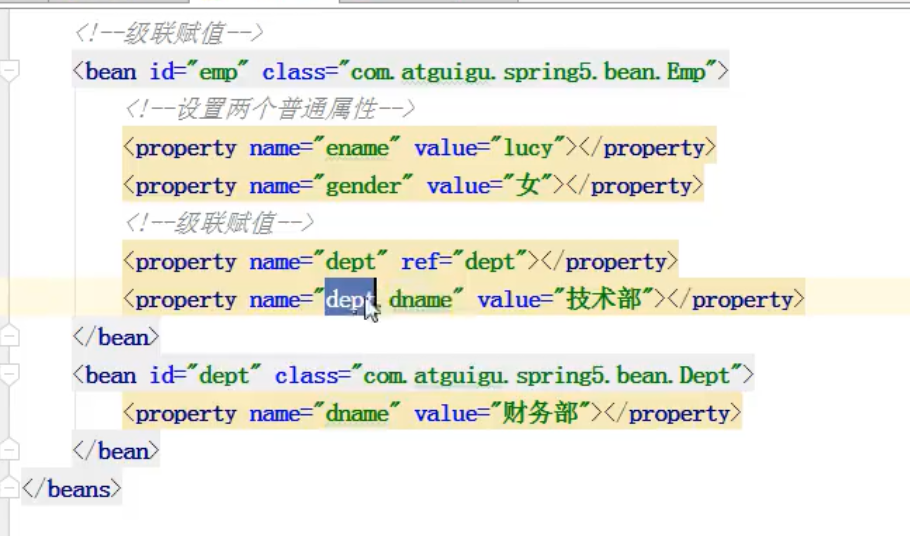 <!--级联赋值-->
<bean id="emp" class="com.atguigu.spring5.bean.Emp">
<!--设置两个普通属性-->
<property name="ename" value="lucy"></property>
<property name="gender" value="女"></property>
<!--级联赋值-->
<property name="dept" ref="dept"></property>
<property name="dept.dname" value="技术部"></property>
</bean>
<bean id="dept" class="com.atguigu.spring5.bean.Dept">
<property name="dname" value="财务部"></property>
</bean>
</beans>